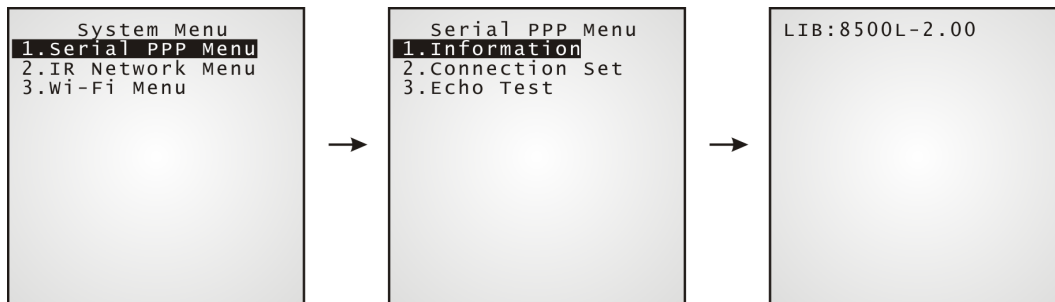 System Menu
1.Serial PPP Menu
2.IR Network Menu
3.Wi-Fi Menu
Serial PPP Menu
1.Information
2.Connection Set
3.Echo Test
LIB:8500L-2.00